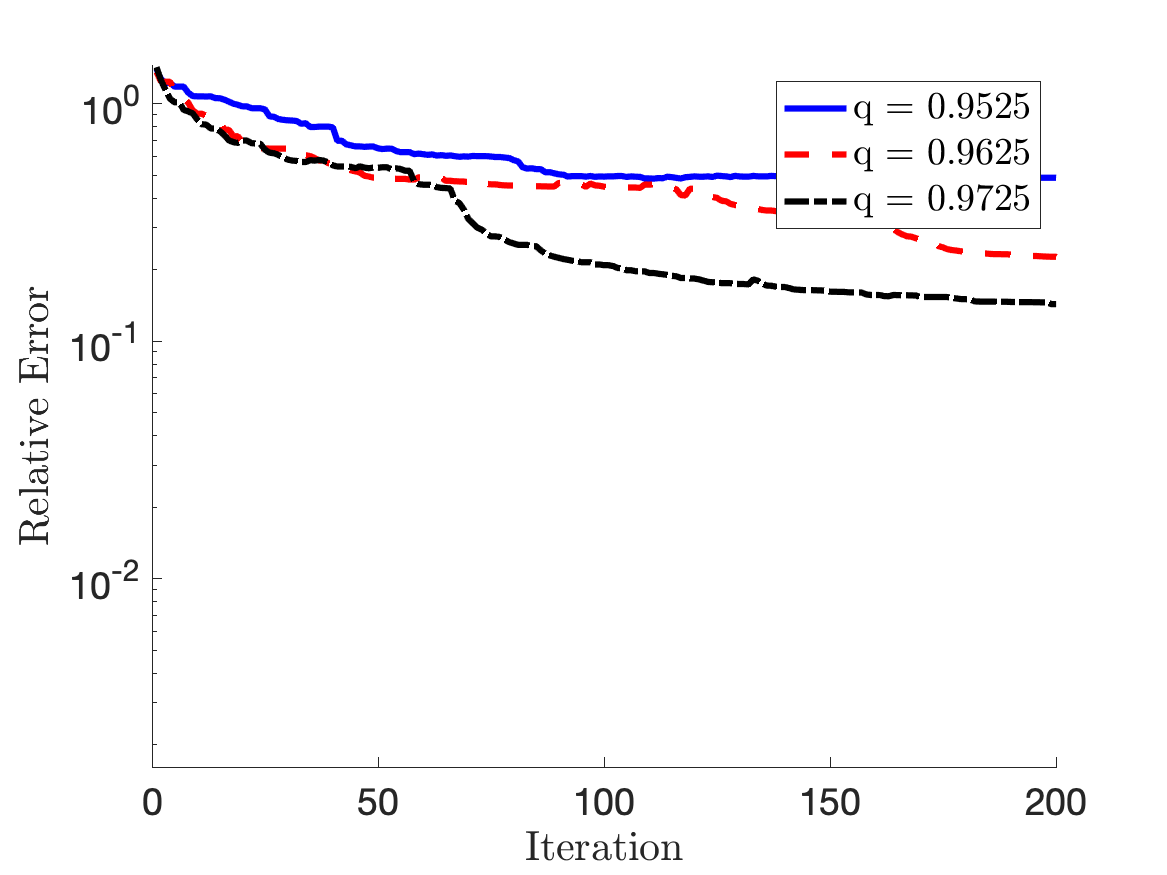 q = 0.9525
q = 0.9625
q = 0.9725
10^0
10^-1
10^-2
Relative Error
0 50 100 150 200
Iteration